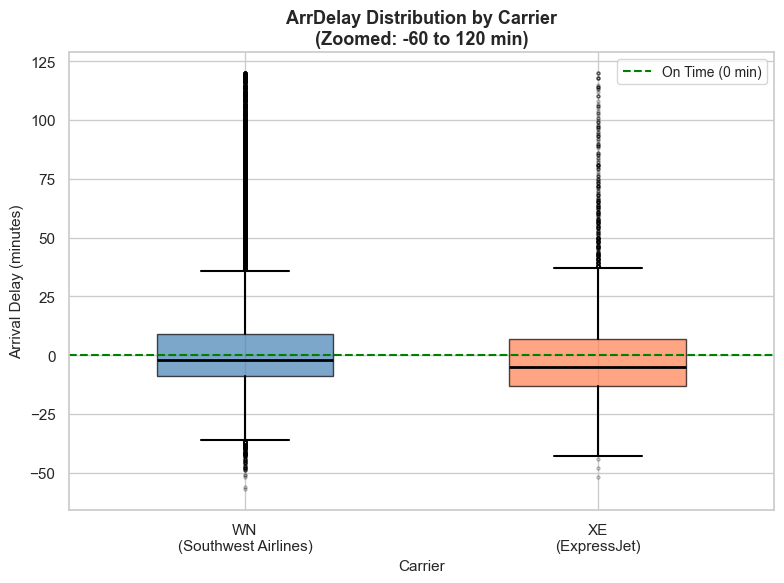 ArrDelay Distribution by Carrier
(Zoomed: -60 to 120 min)
On Time (0 min)
Arrival Delay (minutes)
125
100
75
50
25
0
−25
−50
WN
(Southwest Airlines)
XE
(ExpressJet)
Carrier